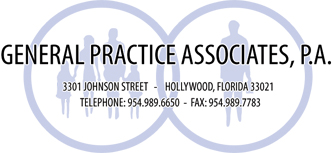 GENERAL PRACTICE ASSOCIATES, P.A.
3301 JOHNSON STREET - HOLLYWOOD, FLORIDA 33021
TELEPHONE: 954.989.6650 - FAX: 954.989.7783